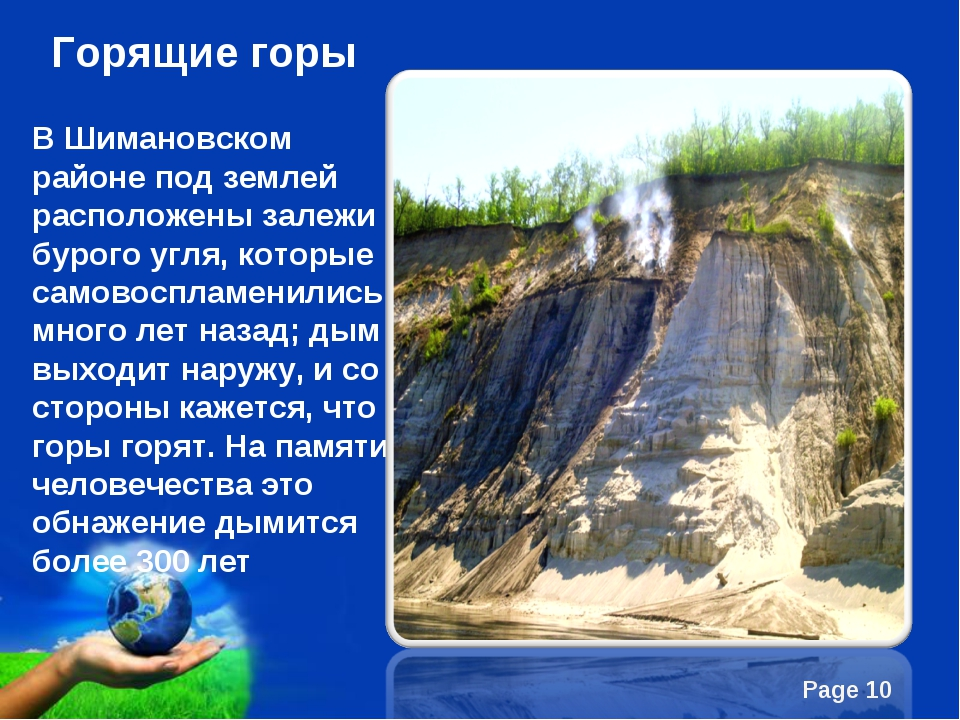 Горящие горы
В Шимановском
районе под землей
расположены залежи
бурого угля, которые
самовоспламенились
много лет назад; дым
выходит наружу, и со
стороны кажется, что
горы горят. На памяти
человечества это
обнажение дымится
более 300 лет
Page 10